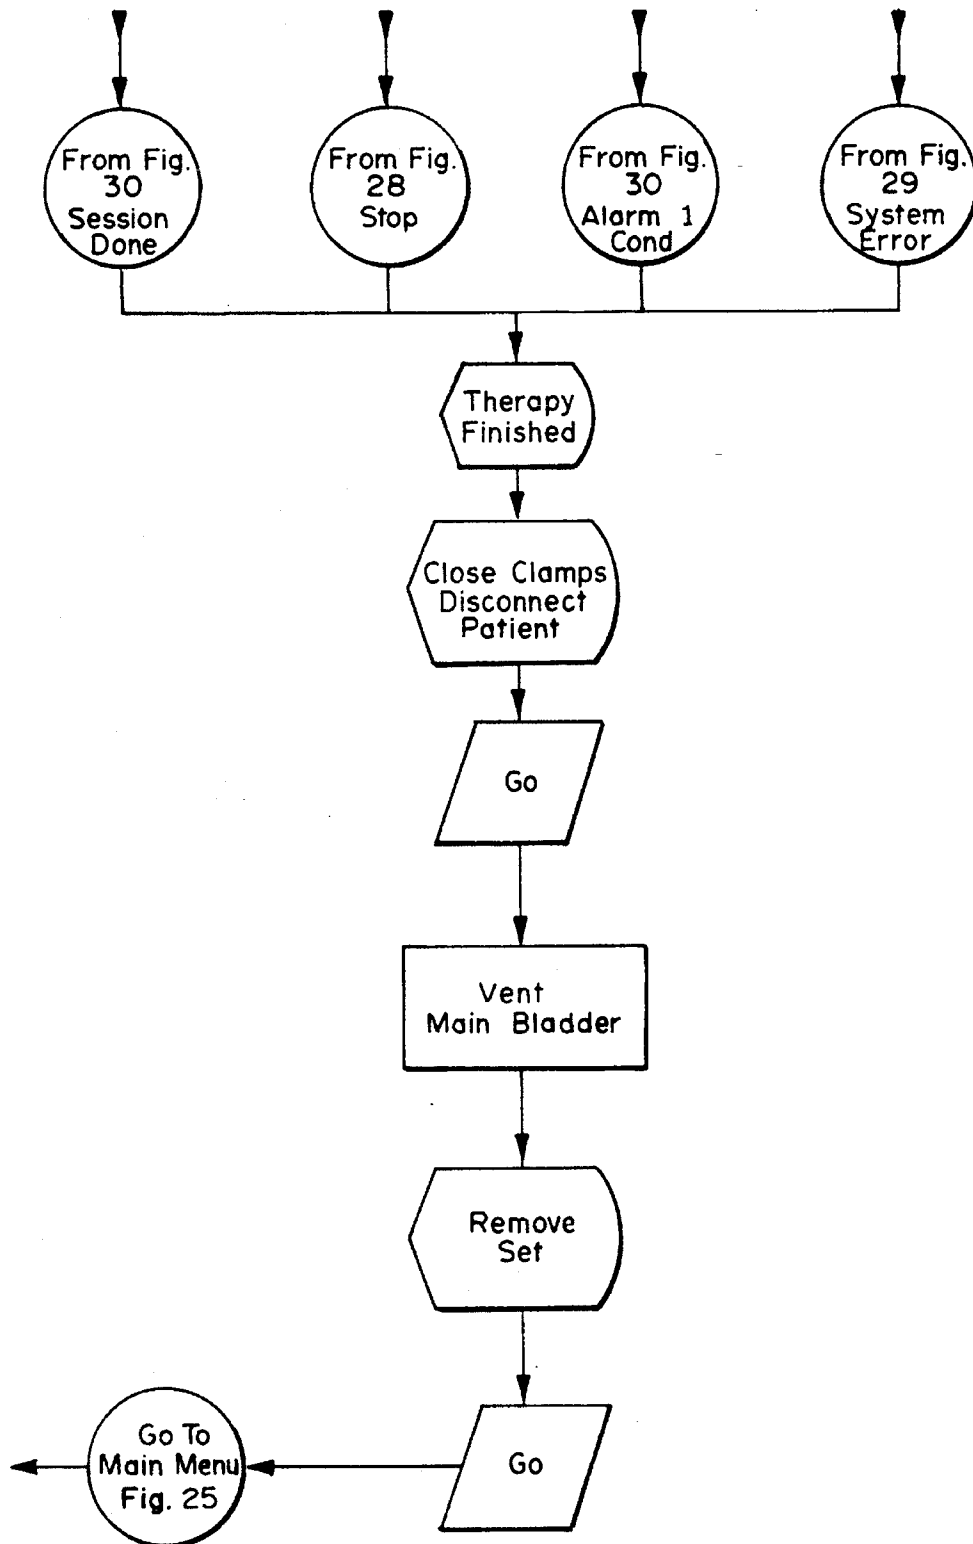 From Fig.
30
Session
Done
From Fig.
28
Stop
From Fig.
30
Alarm 1
Cond
From Fig.
29
System
Error
Therapy
Finished
Close Clamps
Disconnect
Patient
Go
Vent
Main Bladder
Remove
Set
Go
Go To
Main Menu
Fig. 25